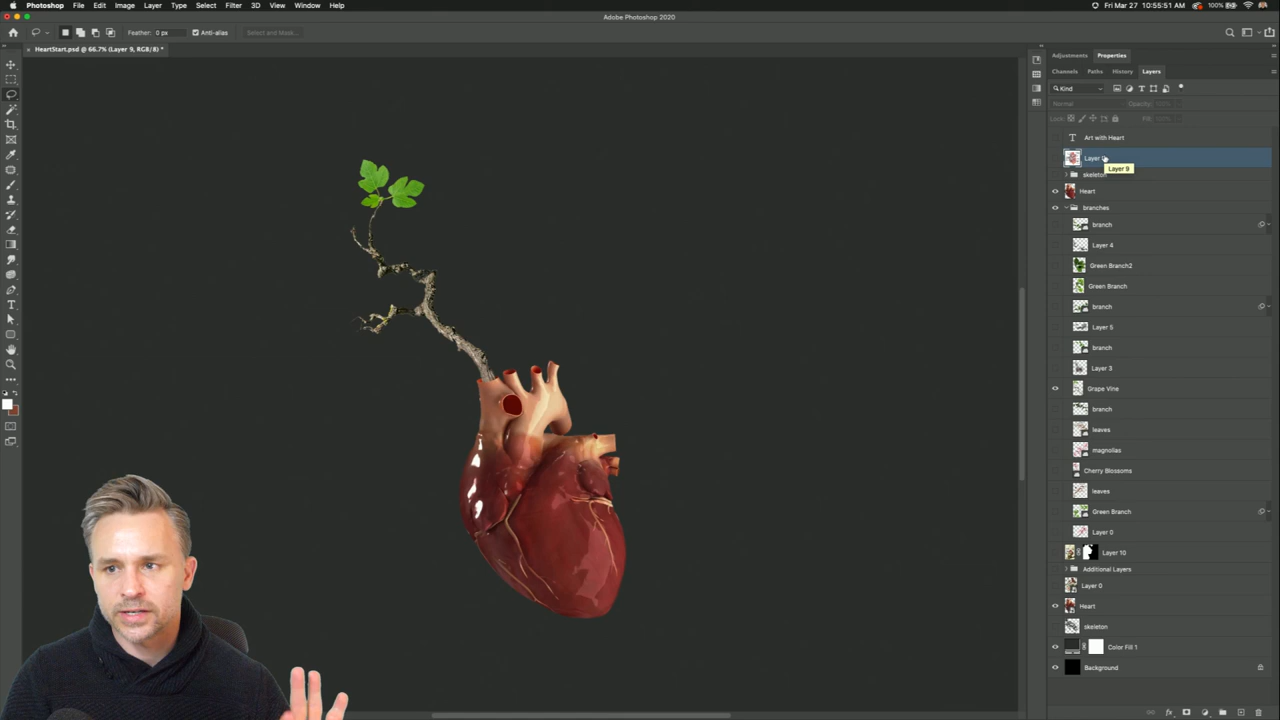 Photoshop File Edit Image Layer Type Select Filter 3D View Window Help
Fri Mar 27 10:55:51 AM 100%
Adobe Photoshop 2020
Feather: 0 px Anti-alias Select and Mask...
× HeartStart.psd @ 66.7% (Layer 9, RGB/8) *
Adjustments Properties
Channels Paths History Layers
Kind
Normal Opacity: 100%
Lock: Fill: 100%
T Art with Heart
Layer 9
Layer 9
skeleton
Heart
branches
branch
Layer 4
Green Branch2
Green Branch
branch
Layer 5
branch
Layer 3
Grape Vine
branch
leaves
magnolias
Cherry Blossoms
leaves
Green Branch
Layer 0
Layer 10
Additional Layers
Layer 0
Heart
skeleton
Color Fill 1
Background
fx